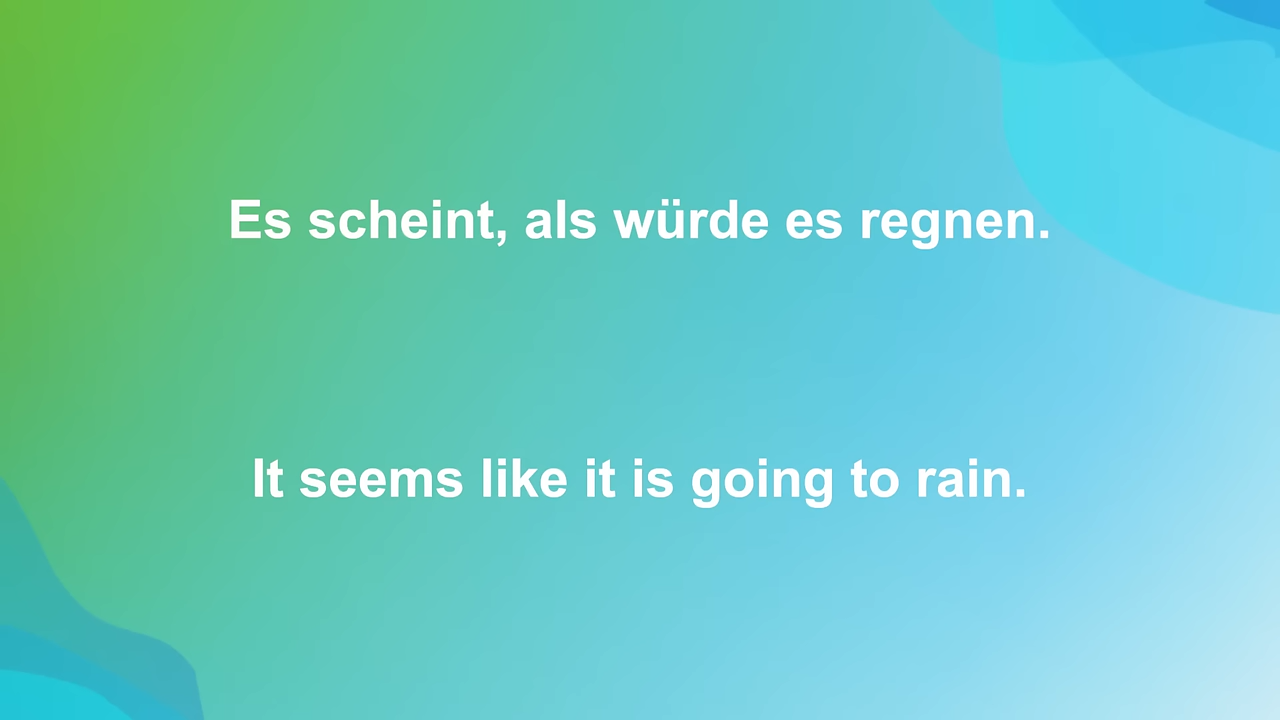 Es scheint, als würde es regnen.
It seems like it is going to rain.